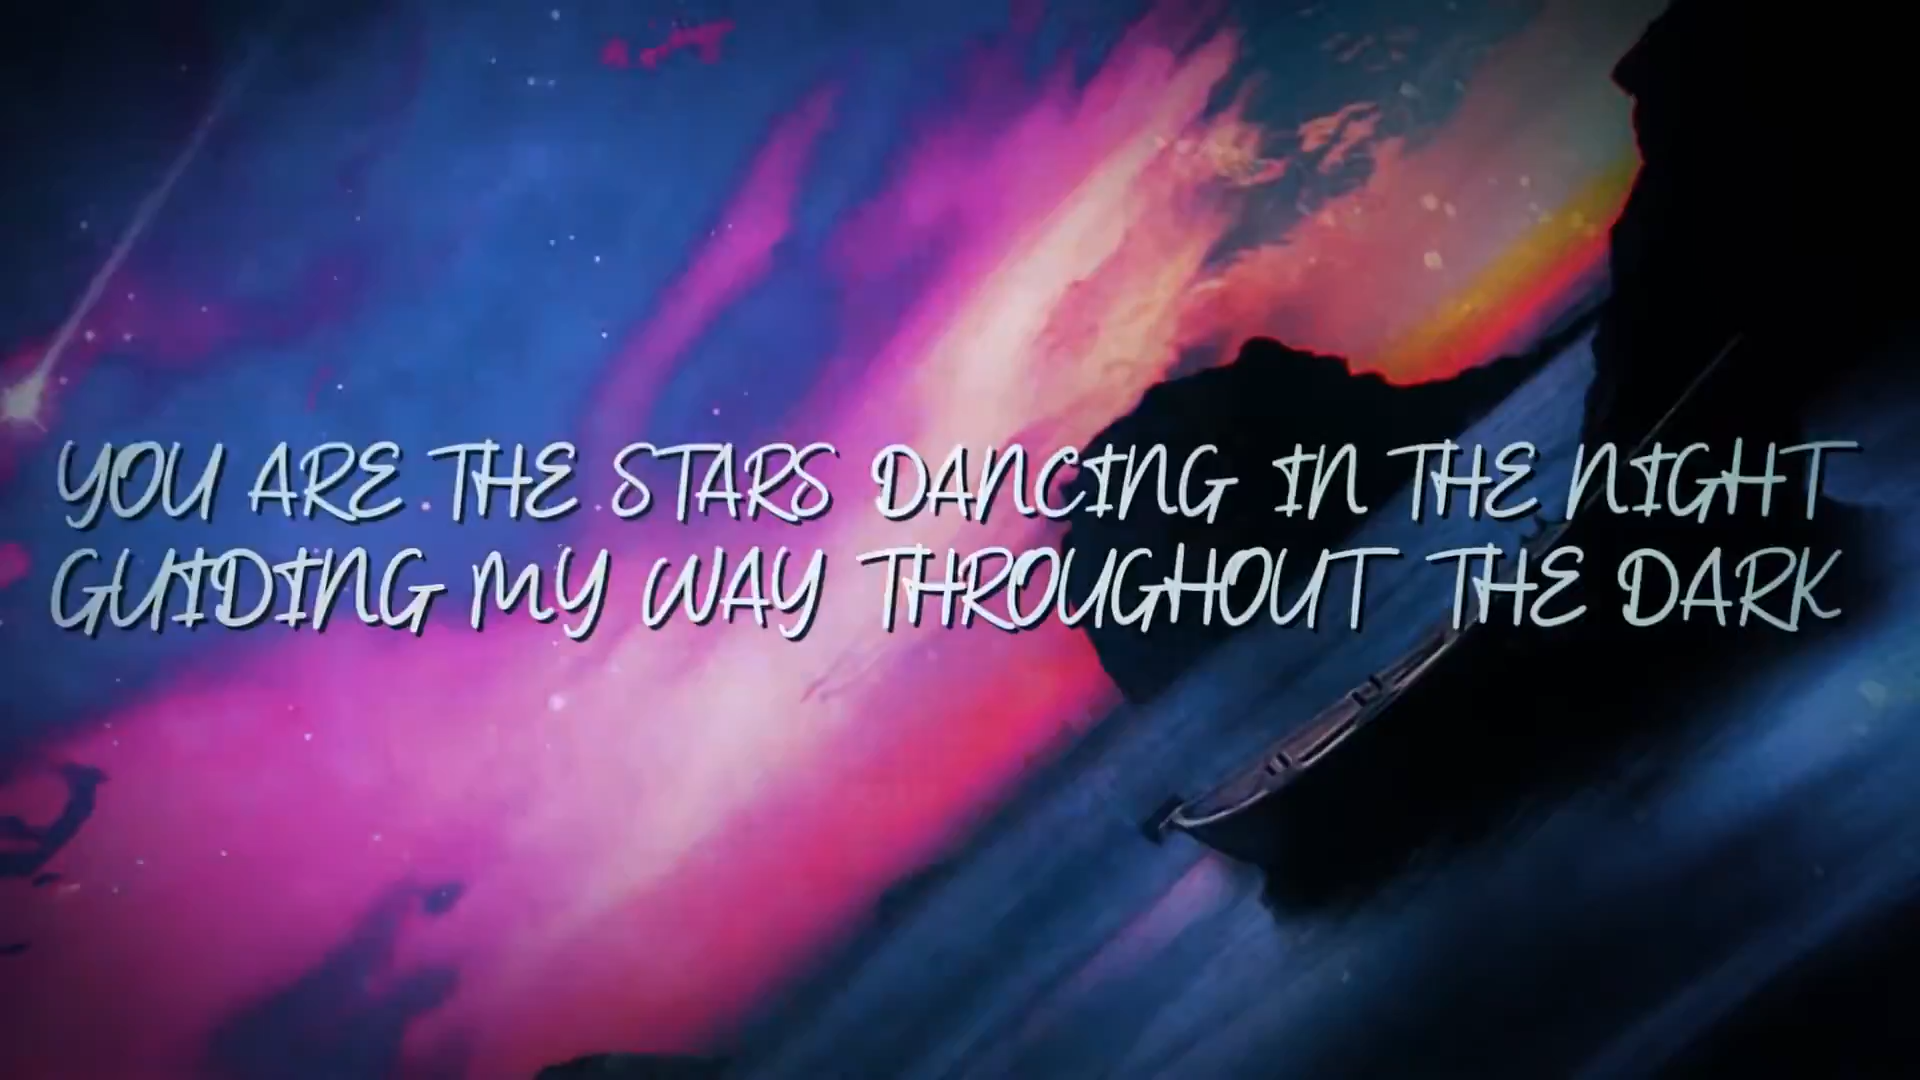 YOU ARE THE STARS DANCING IN THE NIGHT
GUIDING MY WAY THROUGHOUT THE DARK